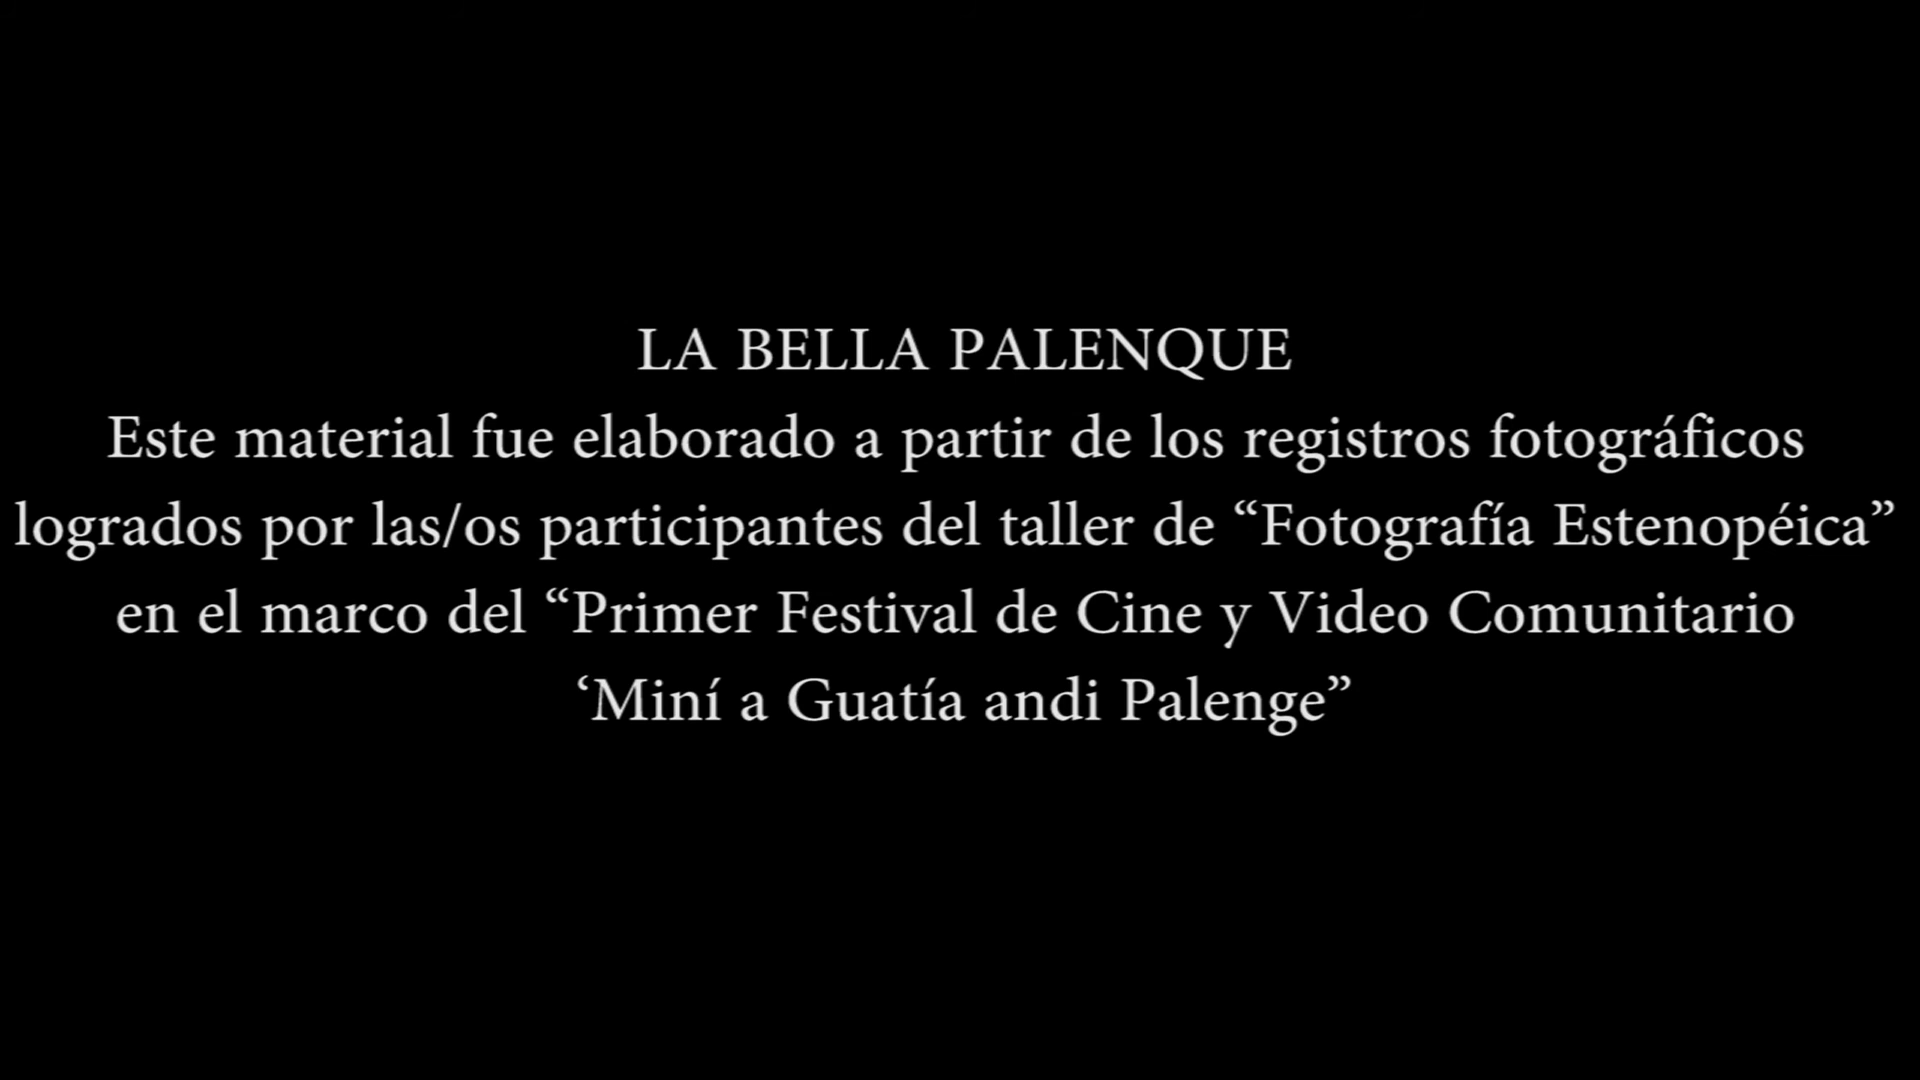 LA BELLA PALENQUE
Este material fue elaborado a partir de los registros fotográficos
logrados por las/os participantes del taller de “Fotografía Estenopéica”
en el marco del “Primer Festival de Cine y Video Comunitario
‘Miní a Guatía andi Palenge”